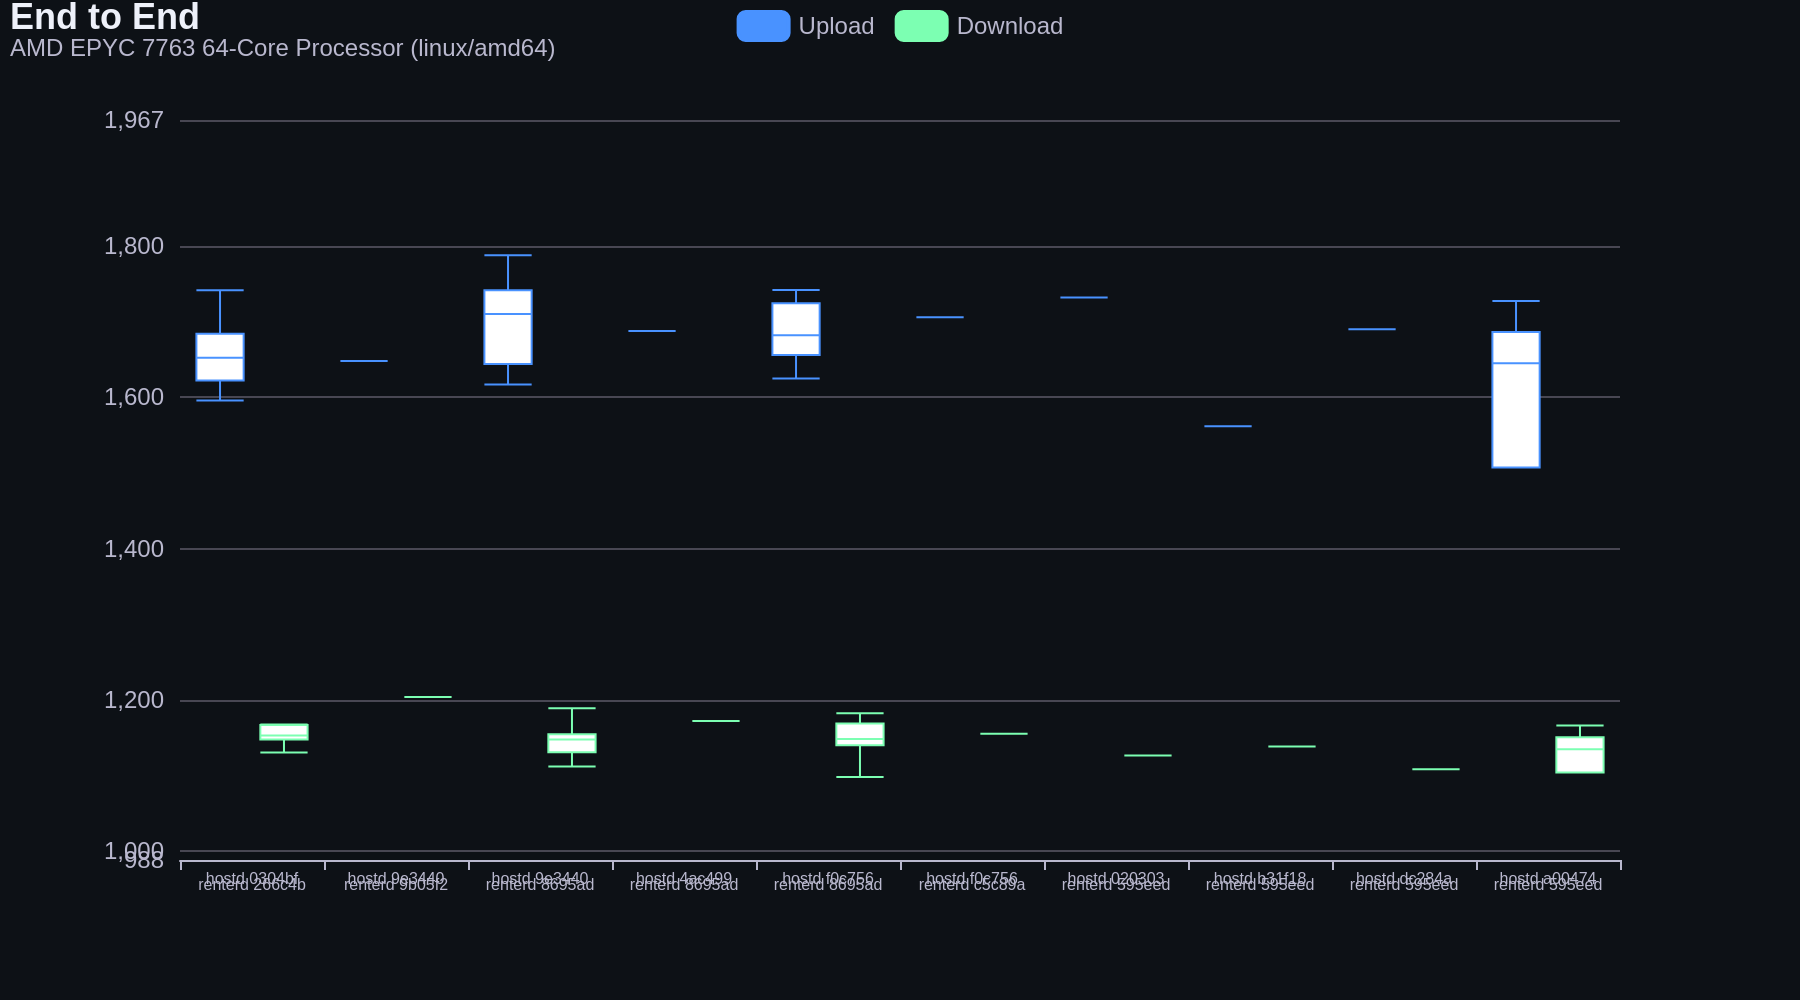 End to End
AMD EPYC 7763 64-Core Processor (linux/amd64)
Upload
Download
1,967
1,800
1,600
1,400
1,200
1,000
988
hostd 0304bf
renterd 266c4b
hostd 9e3440
renterd 9b05f2
hostd 9e3440
renterd 8695ad
hostd 4ac499
renterd 8695ad
hostd f0c756
renterd 8695ad
hostd f0c756
renterd c5c89a
hostd 020303
renterd 595eed
hostd b31f18
renterd 595eed
hostd dc284a
renterd 595eed
hostd a00474
renterd 595eed